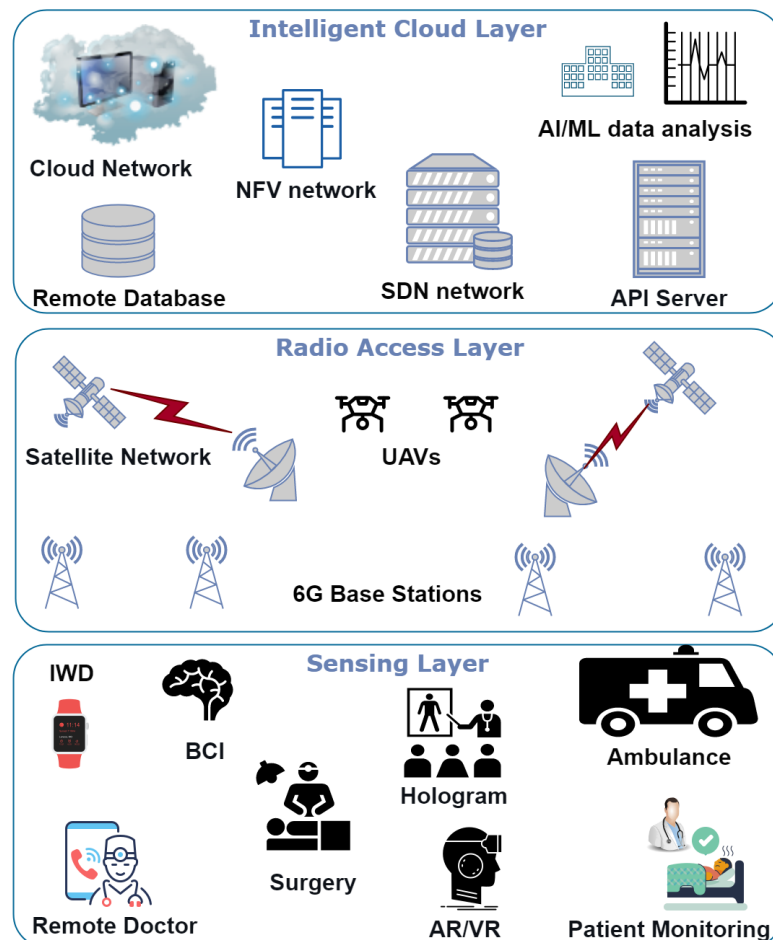 Intelligent Cloud Layer
Cloud Network
NFV network
AI/ML data analysis
Remote Database
SDN network
API Server
Radio Access Layer
Satellite Network
UAVs
6G Base Stations
Sensing Layer
IWD
11:14
BCI
Hologram
Ambulance
Remote Doctor
Surgery
AR/VR
Patient Monitoring